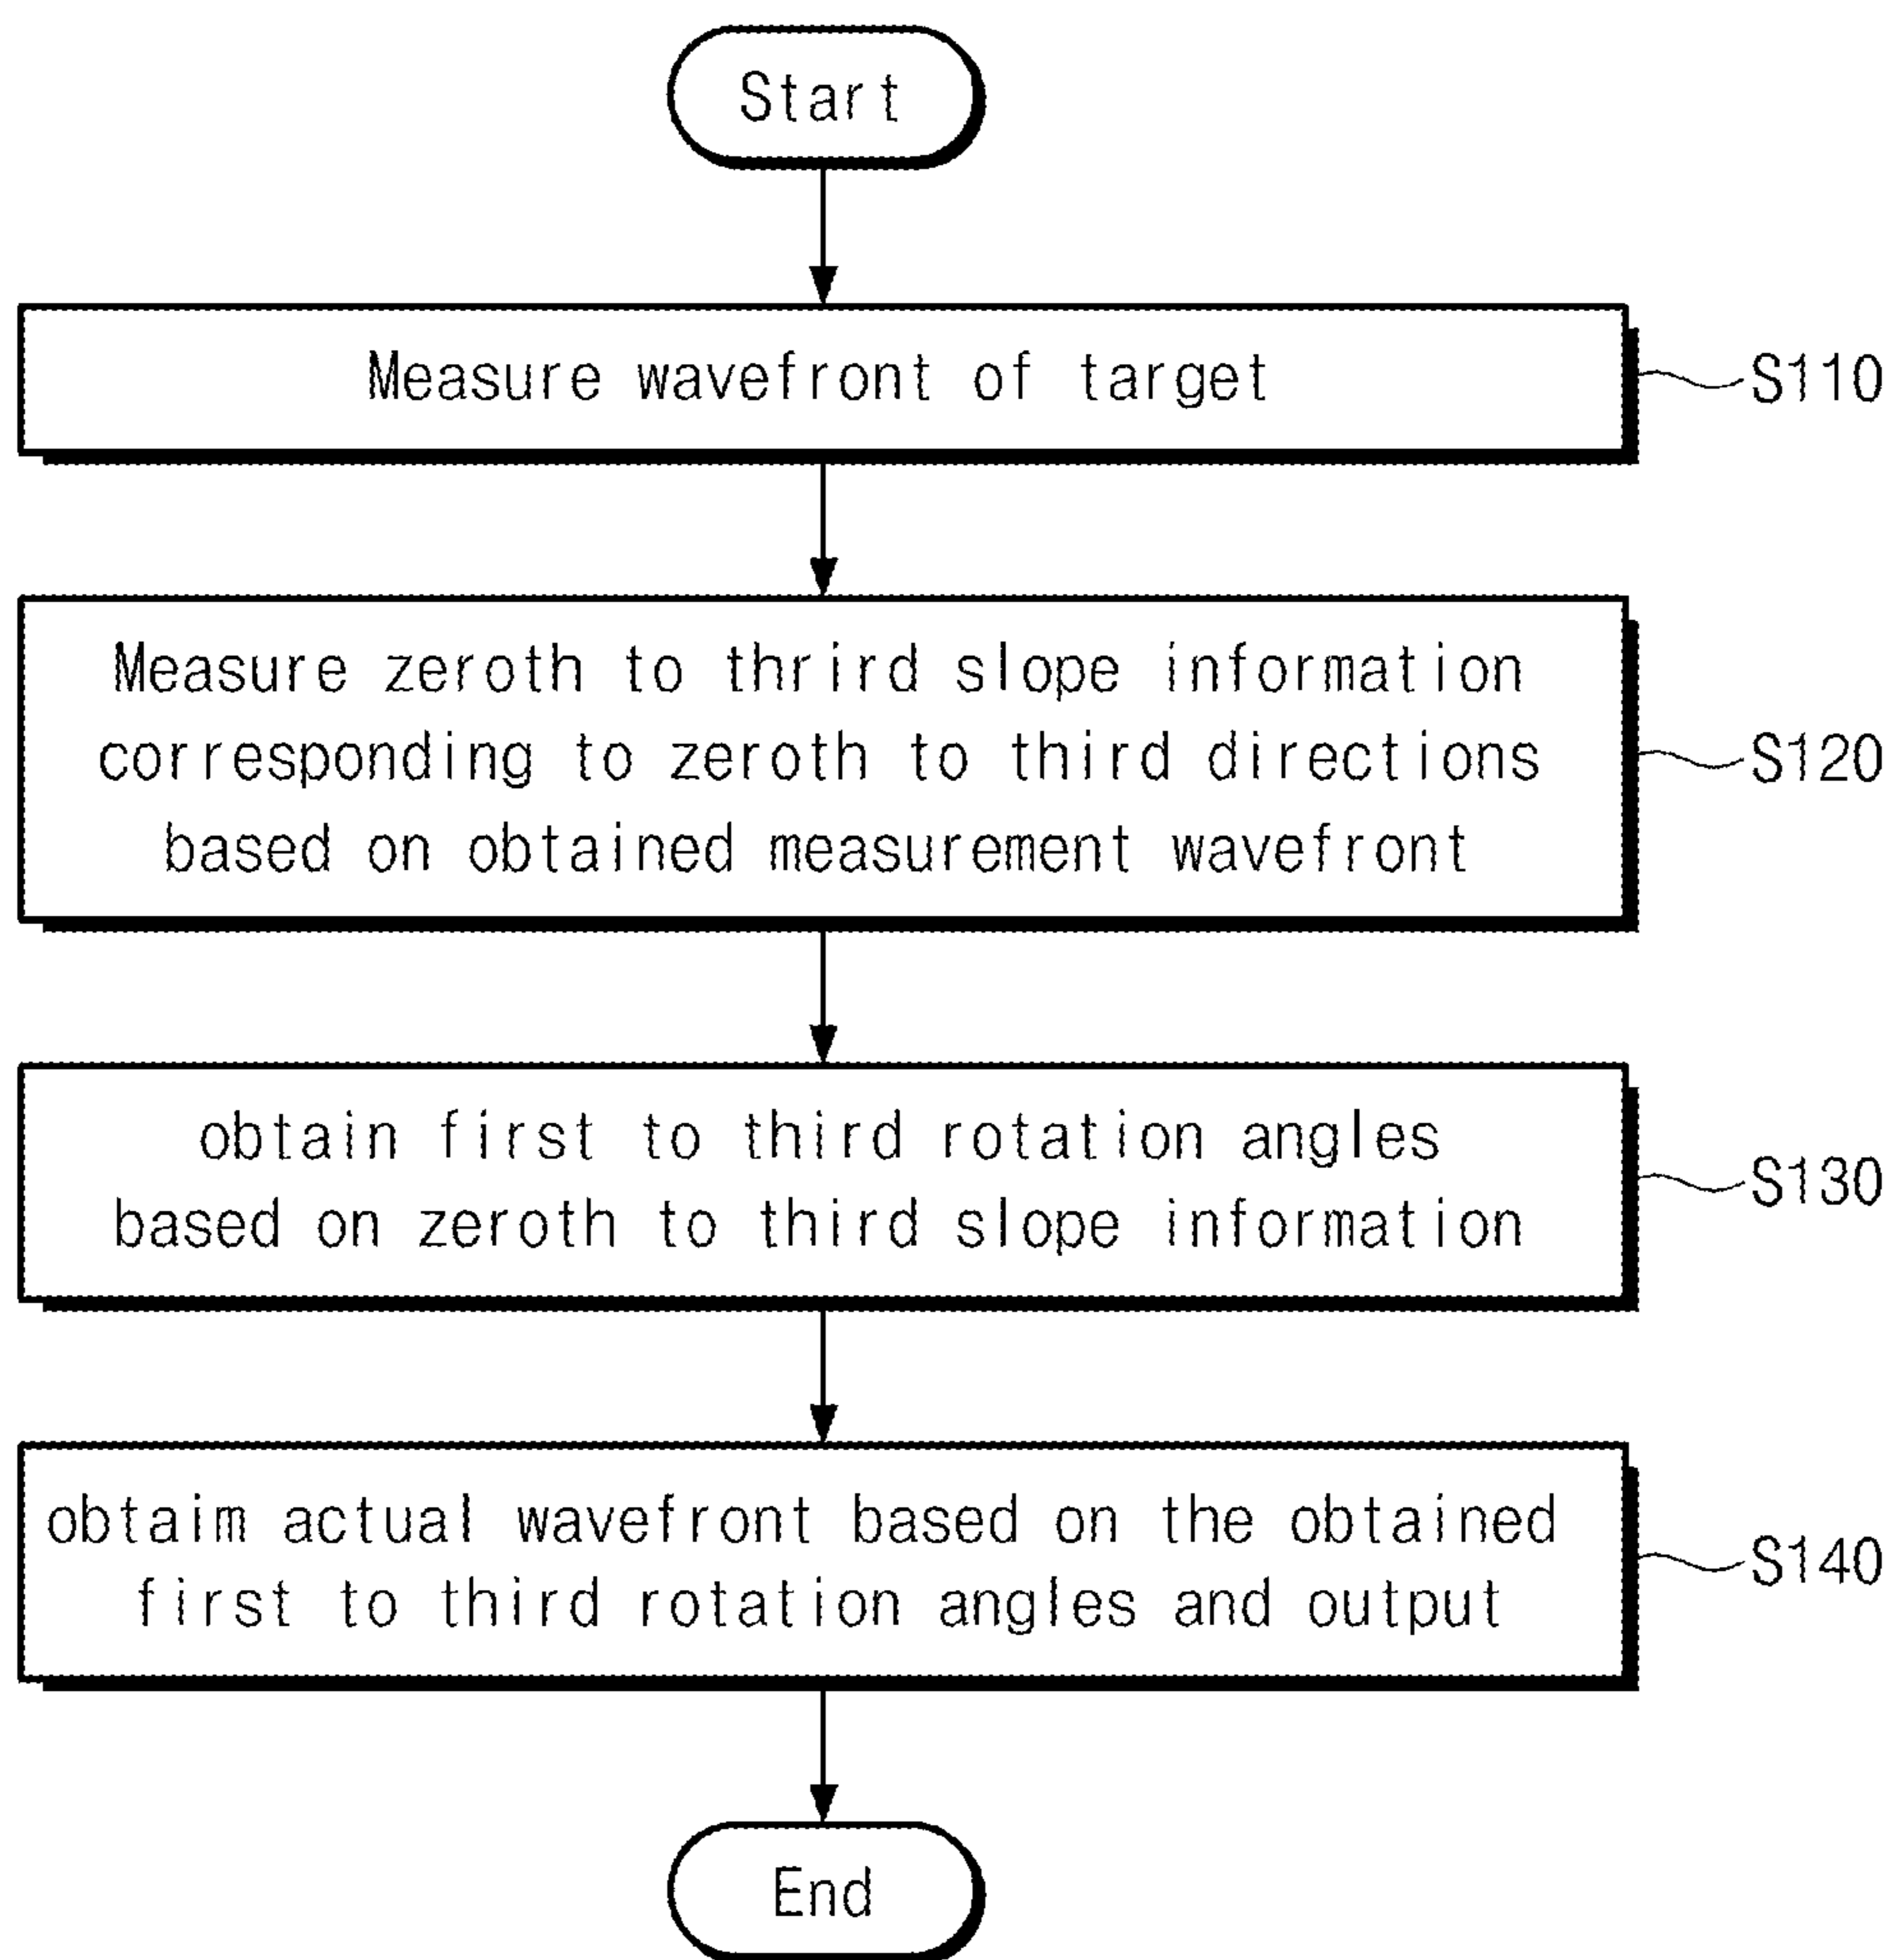 Start
Measure wavefront of target
S110
Measure zeroth to thrird slope information
corresponding to zeroth to third directions
based on obtained measurement wavefront
S120
obtain first to third rotation angles
based on zeroth to third slope information
S130
obtaim actual wavefront based on the obtained
first to third rotation angles and output
S140
End